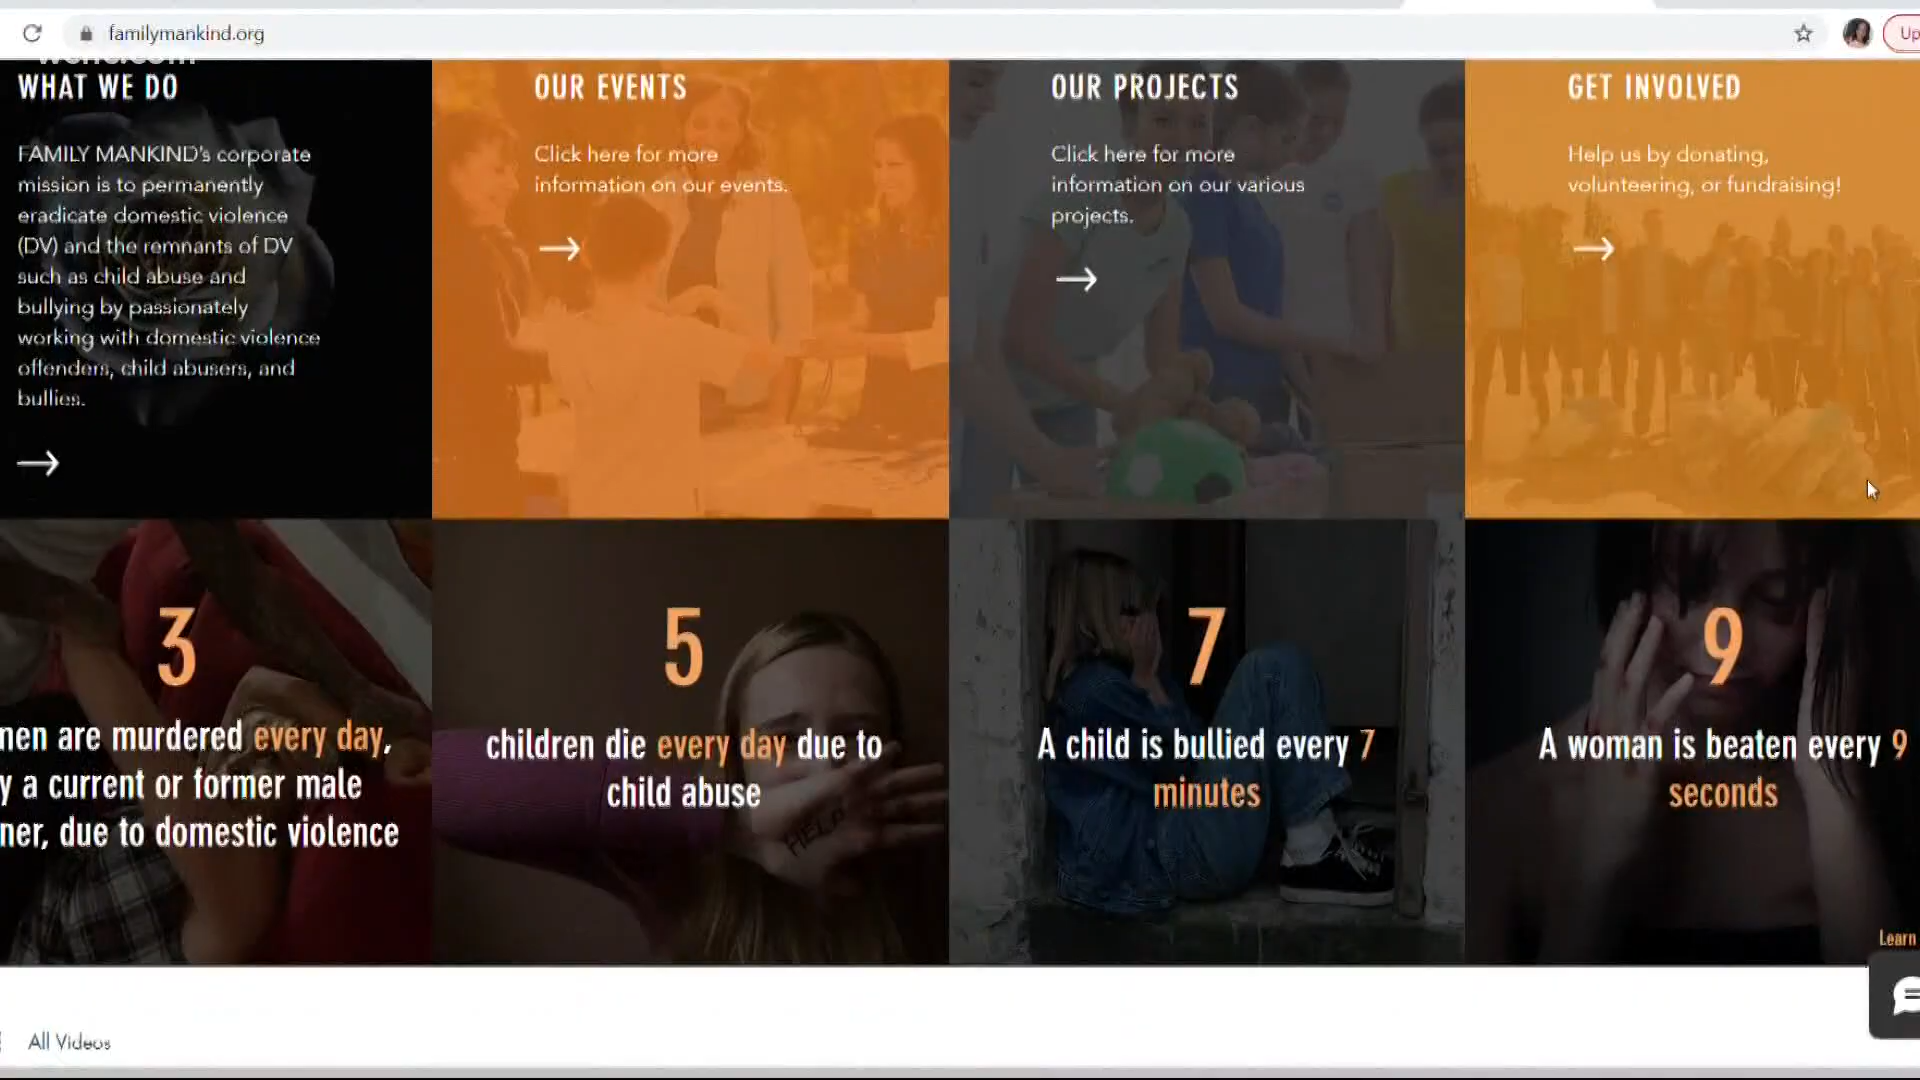 familymankind.org
Up
wcnc.com
WHAT WE DO
FAMILY MANKIND's corporate
mission is to permanently
eradicate domestic violence
(DV) and the remnants of DV
such as child abuse and
bullying by passionately
working with domestic violence
offenders, child abusers, and
bullies.
OUR EVENTS
Click here for more
information on our events.
OUR PROJECTS
Click here for more
information on our various
projects.
GET INVOLVED
Help us by donating,
volunteering, or fundraising!
3
men are murdered every day,
y a current or former male
ner, due to domestic violence
5
children die every day due to
child abuse
HELP
7
A child is bullied every 7
minutes
9
A woman is beaten every 9
seconds
Learn
All Videos